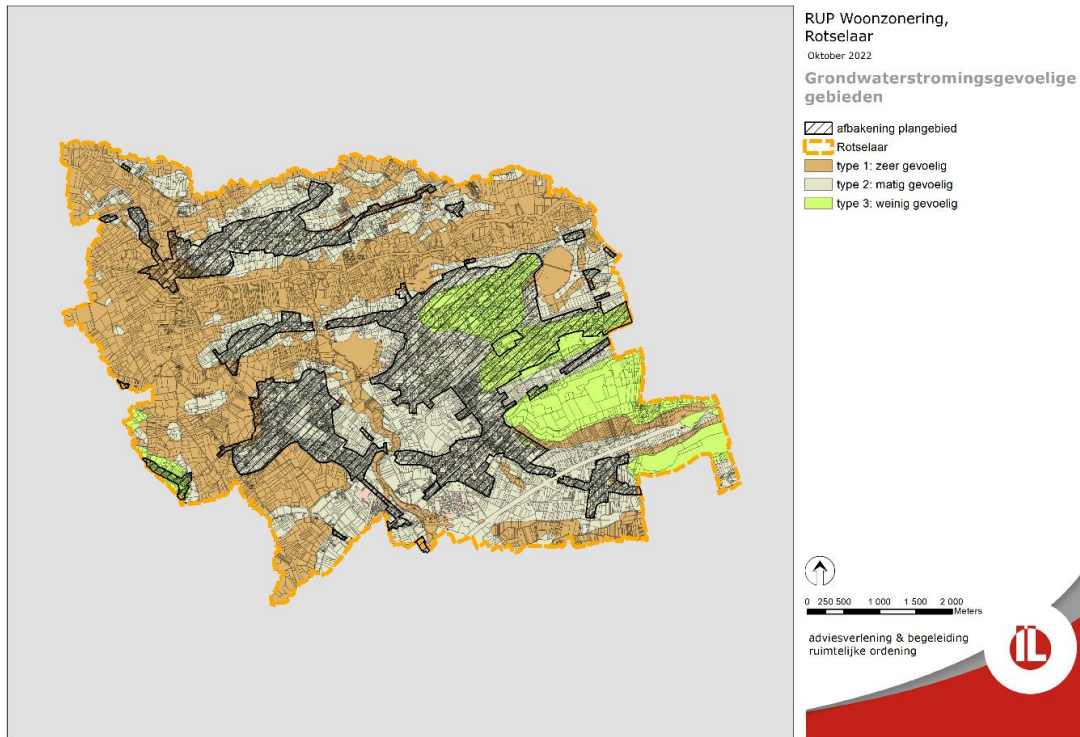 RUP Woonzonering,
Rotselaar
Oktober 2022
Grondwaterstromingsgevoelige
gebieden
afbakening plangebied
Rotselaar
type 1: zeer gevoelig
type 2: matig gevoelig
type 3: weinig gevoelig
0 250 500 1 000 1 500 2 000
Meters
adviesverlening & begeleiding
ruimtelijke ordening